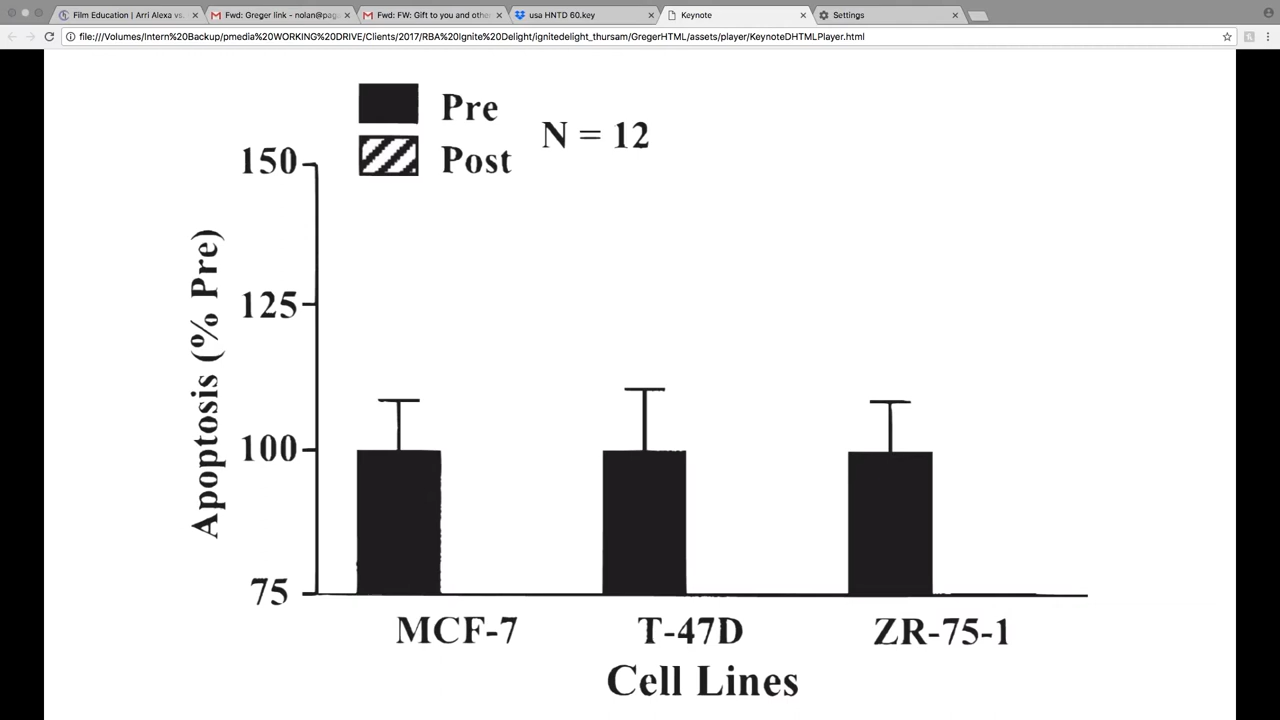 Film Education | Arri Alexa vs.
Fwd: Greger link - nolan@pag
Fwd: FW: Gift to you and othe
usa HNTD 60.key
Keynote
Settings
file:///Volumes/Intern%20Backup/pmedia%20WORKING%20DRIVE/Clients/2017/RBA%20Ignite%20Delight/ignitedelight_thursam/GregerHTML/assets/player/KeynoteDHTMLPlayer.html
Pre
Post
N = 12
150
125
100
75
Apoptosis (% Pre)
MCF-7
T-47D
ZR-75-1
Cell Lines